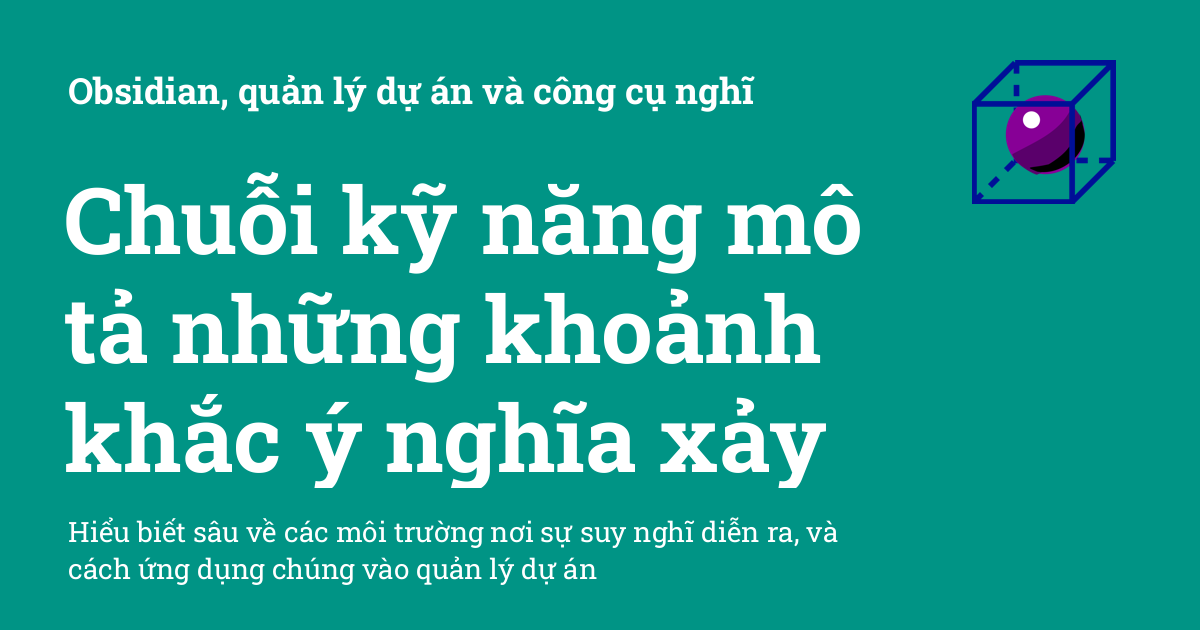 Obsidian, quản lý dự án và công cụ nghĩ
Chuỗi kỹ năng mô
tả những khoảnh
khắc ý nghĩa xảy
Hiểu biết sâu về các môi trường nơi sự suy nghĩ diễn ra, và
cách ứng dụng chúng vào quản lý dự án